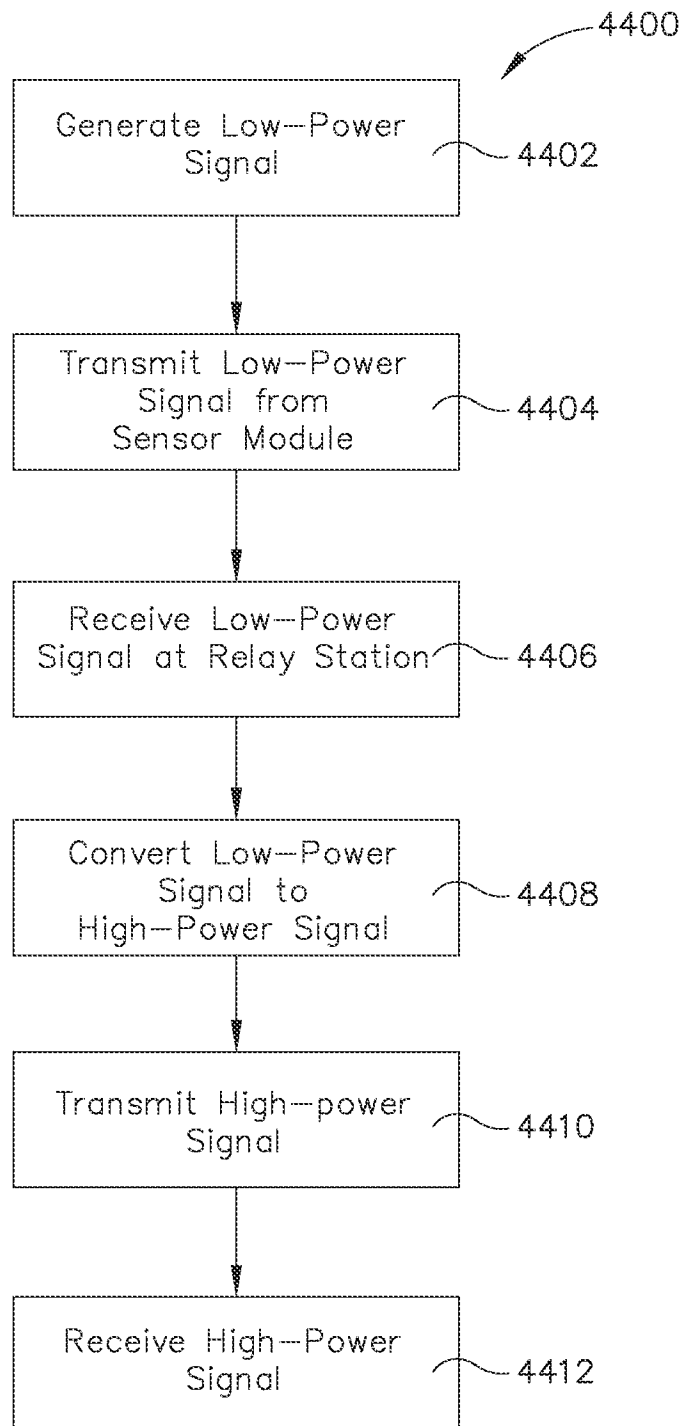 4400
Generate Low-Power
Signal
4402
Transmit Low-Power
Signal from
Sensor Module
4404
Receive Low-Power
Signal at Relay Station
4406
Convert Low-Power
Signal to
High-Power Signal
4408
Transmit High-power
Signal
4410
Receive High-Power
Signal
4412